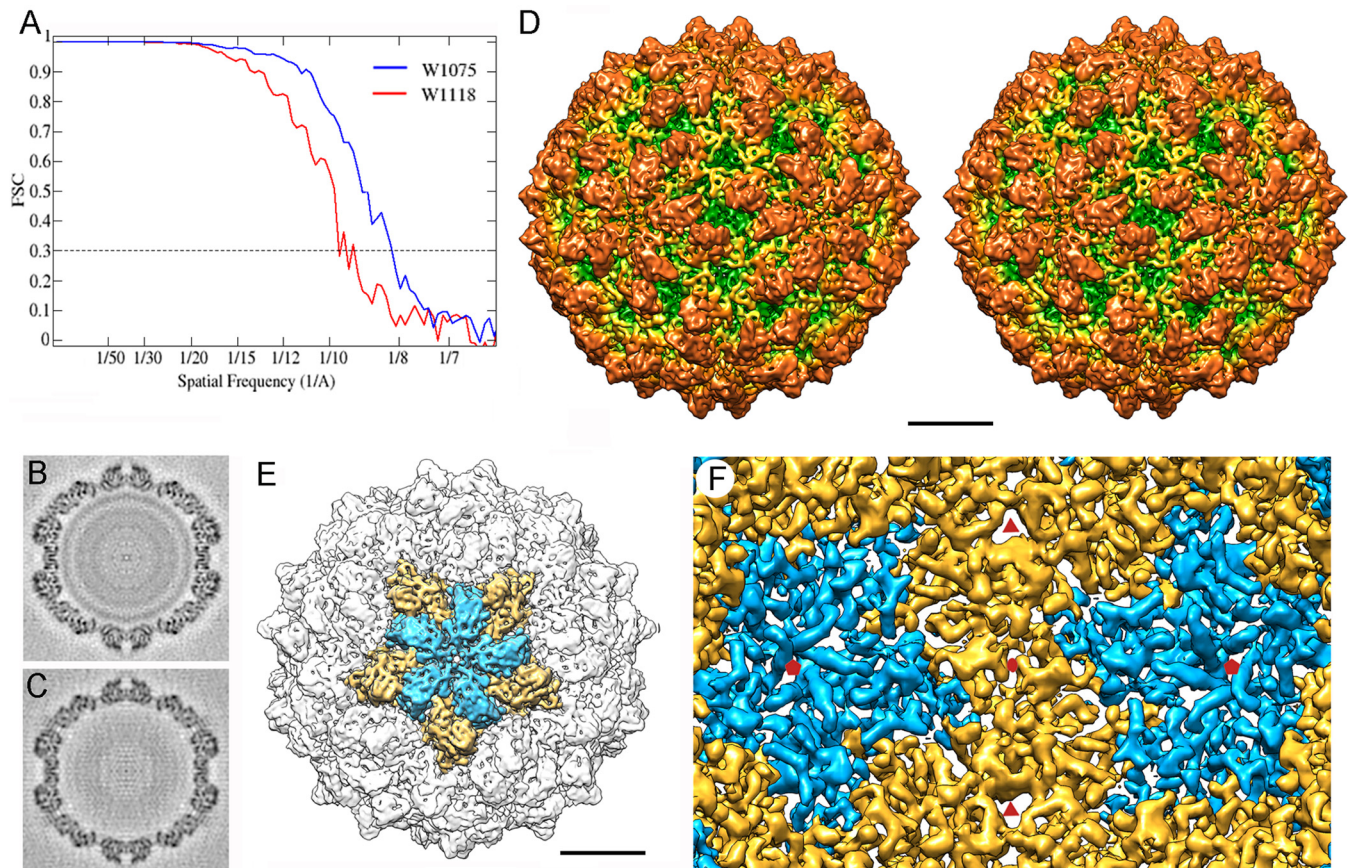 A
1
0.9
0.8
0.7
0.6
0.5
0.4
0.3
0.2
0.1
0
FSC
W1075
W1118
1/50 1/30 1/20 1/15 1/12 1/10 1/8 1/7
Spatial Frequency (1/A)
D
B
C
E
F